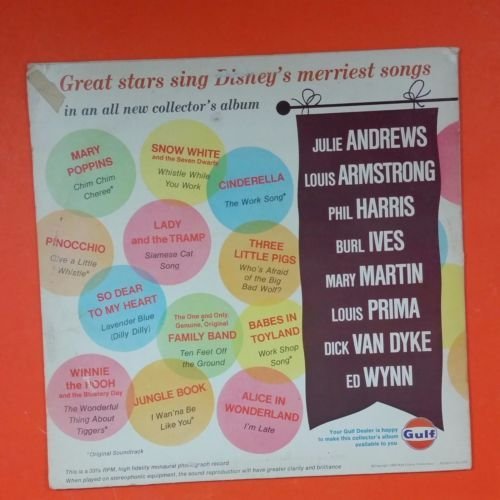 Great stars sing Disney's merriest songs
in an all new collector's album
MARY
POPPINS
Chim Chim
Cheree*
SNOW WHITE
and the Seven Dwarfs
Whistle While
You Work
CINDERELLA
The Work Song*
PINOCCHIO
Give a Little
Whistle*
LADY
and the TRAMP
Siamese Cat
Song
THREE
LITTLE PIGS
Who's Afraid
of the Big
Bad Wolf?
SO DEAR
TO MY HEART
Lavender Blue
(Dilly Dilly)
The One and Only,
Genuine, Original
FAMILY BAND
Ten Feet Off
the Ground
BABES IN
TOYLAND
Work Shop
Song*
WINNIE
the POOH
and the Blustery Day
The Wonderful
Thing About
Tiggers*
JUNGLE BOOK
I Wan'na Be
Like You*
ALICE IN
WONDERLAND
I'm Late
*Original Soundtrack
This is a 33⅓ RPM, high fidelity monaural phonograph record
When played on stereophonic equipment, the sound reproduction will have greater clarity and brilliance
JULIE ANDREWS
LOUIS ARMSTRONG
PHIL HARRIS
BURL IVES
MARY MARTIN
LOUIS PRIMA
DICK VAN DYKE
ED WYNN
Your Gulf Dealer is happy
to make this collector's album
available to you
Gulf